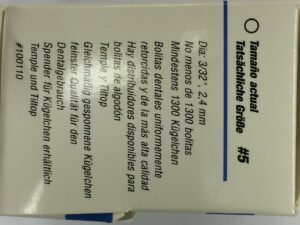 Tamaño actual
Tatsächliche Größe #5
Dia: 3/32", 2,4 mm
No menos de 1300 bolitas
Mindestens 1300 Kügelchen
Bolitas dentales uniformemente
retorcidas y de la más alta calidad
Hay distribuidores disponibles para
bolitas de algodón
Temple y Tiltop
Gleichmäßig gesponnene Kügelchen
feinster Qualität für den
Dentalgebrauch
Spender für Kügelchen erhältlich
Temple und Tiltop
#100110